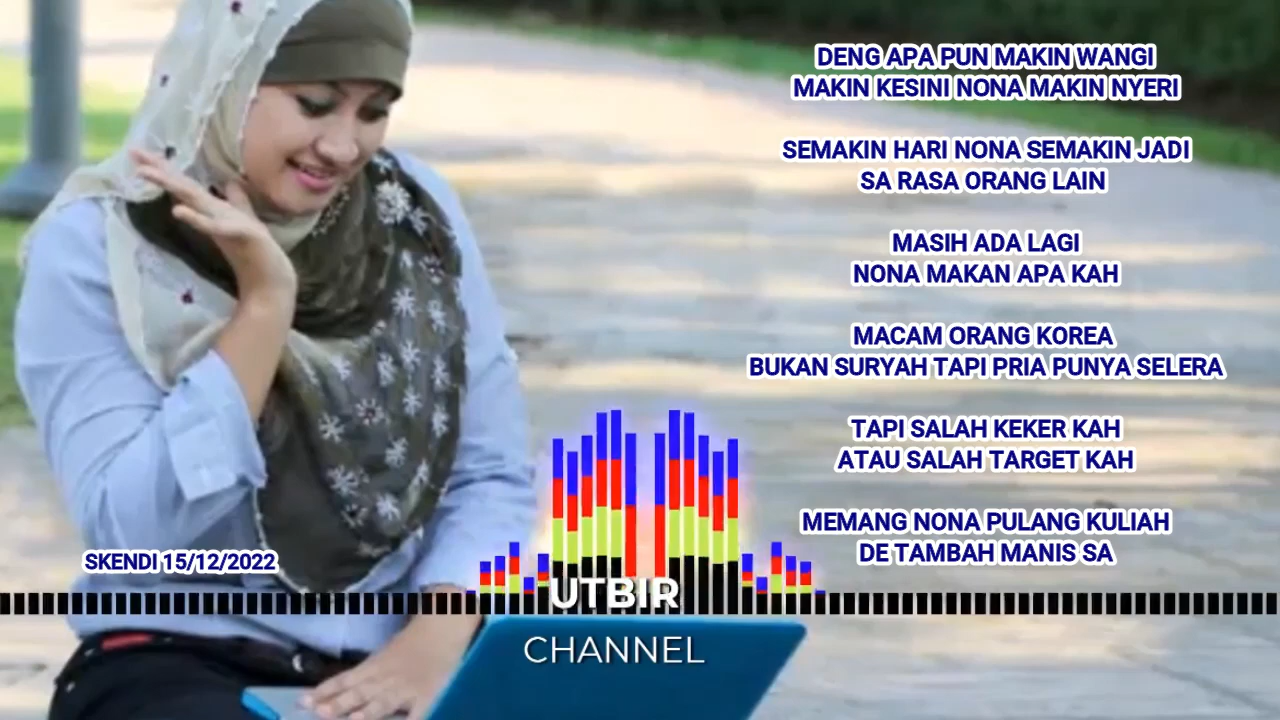 DENG APA PUN MAKIN WANGI
MAKIN KESINI NONA MAKIN NYERI
SEMAKIN HARI NONA SEMAKIN JADI
SA RASA ORANG LAIN
MASIH ADA LAGI
NONA MAKAN APA KAH
MACAM ORANG KOREA
BUKAN SURYAH TAPI PRIA PUNYA SELERA
TAPI SALAH KEKER KAH
ATAU SALAH TARGET KAH
MEMANG NONA PULANG KULIAH
DE TAMBAH MANIS SA
SKENDI 15/12/2022
UTBIR
CHANNEL